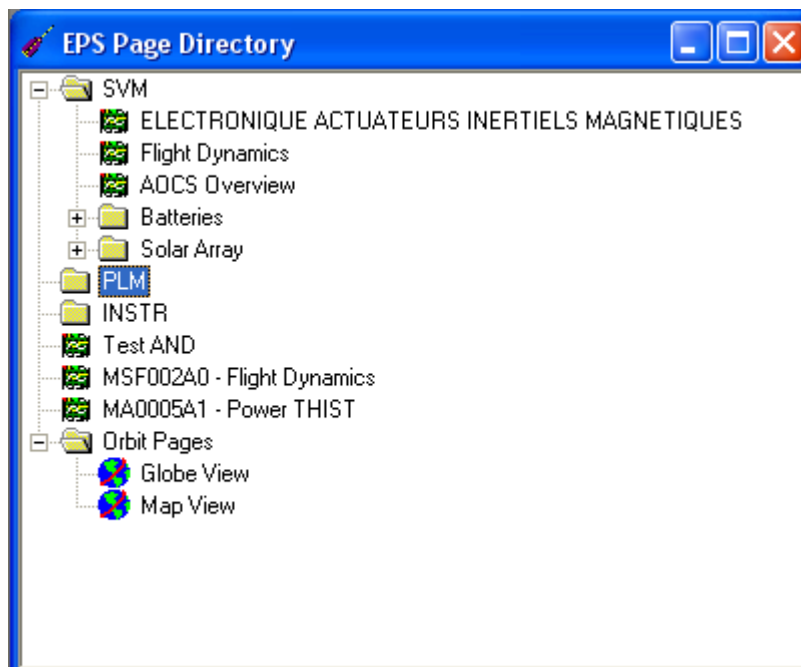 EPS Page Directory
SVM
ELECTRONIQUE ACTUATEURS INERTIELS MAGNETIQUES
Flight Dynamics
AOCS Overview
Batteries
Solar Array
PLM
INSTR
Test AND
MSF002A0 - Flight Dynamics
MA0005A1 - Power THIST
Orbit Pages
Globe View
Map View